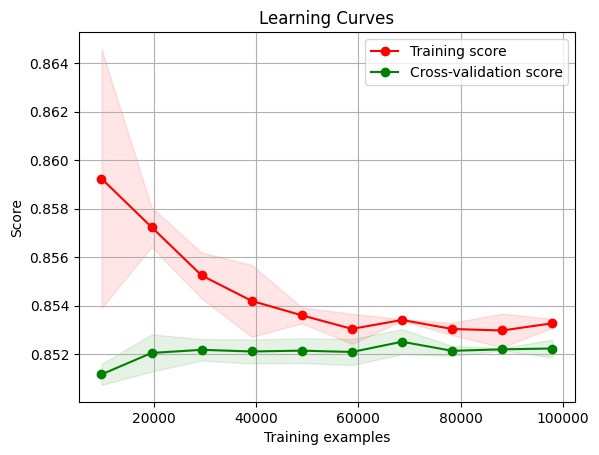 Learning Curves
Training score
Cross-validation score
0.864
0.862
0.860
0.858
0.856
0.854
0.852
Score
20000 40000 60000 80000 100000
Training examples